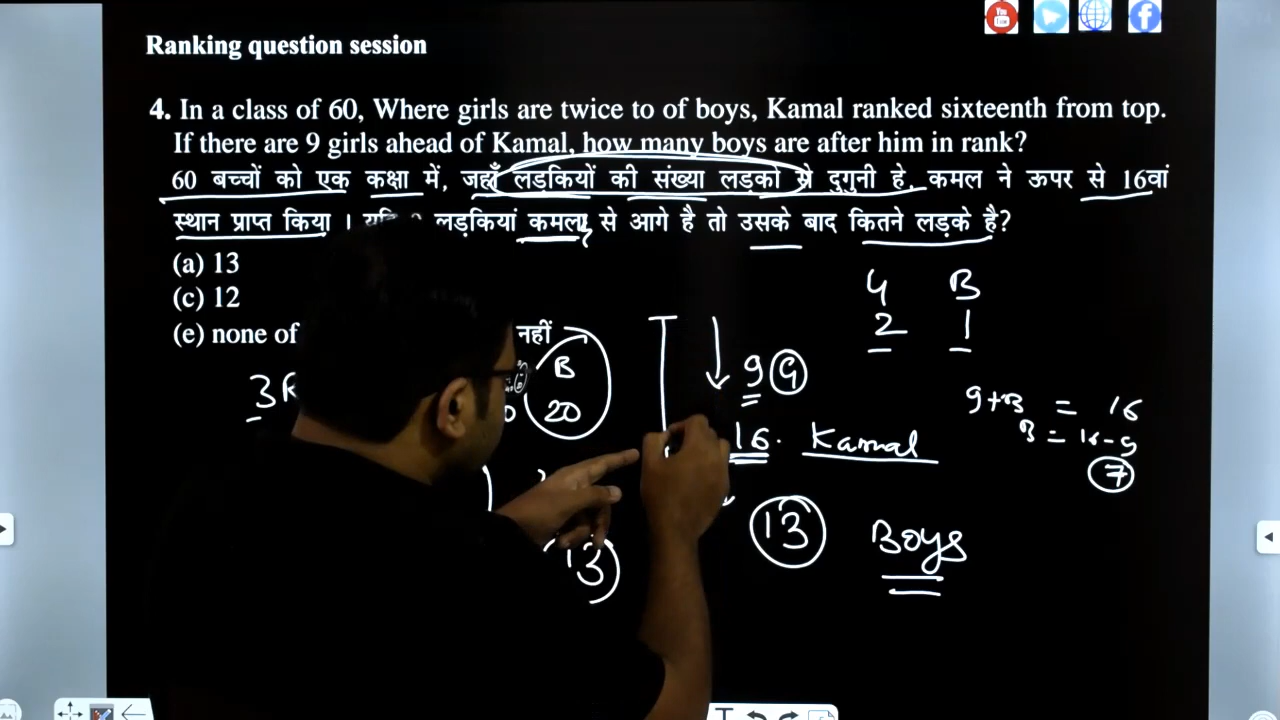 Ranking question session
4. In a class of 60, Where girls are twice to of boys, Kamal ranked sixteenth from top.
If there are 9 girls ahead of Kamal, how many boys are after him in rank?
60 बच्चों को एक कक्षा में, जहाँ लडकियों की संख्या लडको से दुगुनी हे, कमल ने ऊपर से 16वां
स्थान प्राप्त किया । लड़कियां कमल से आगे है तो उसके बाद कितने लड़के है?
(a) 13
(c) 12
(e) none of नहीं
G B
2 1
3 B
20
9 G
16. Kamal
9+B = 16
B = 16-9
7
13 Boys
13